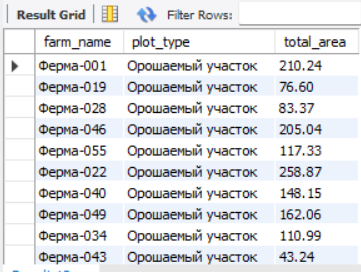 Result Grid Filter Rows:
farm_name plot_type total_area
Ферма-001 Орошаемый участок 210.24
Ферма-019 Орошаемый участок 76.60
Ферма-028 Орошаемый участок 83.37
Ферма-046 Орошаемый участок 205.04
Ферма-055 Орошаемый участок 117.33
Ферма-022 Орошаемый участок 258.87
Ферма-040 Орошаемый участок 148.15
Ферма-049 Орошаемый участок 162.06
Ферма-034 Орошаемый участок 110.99
Ферма-043 Орошаемый участок 43.24